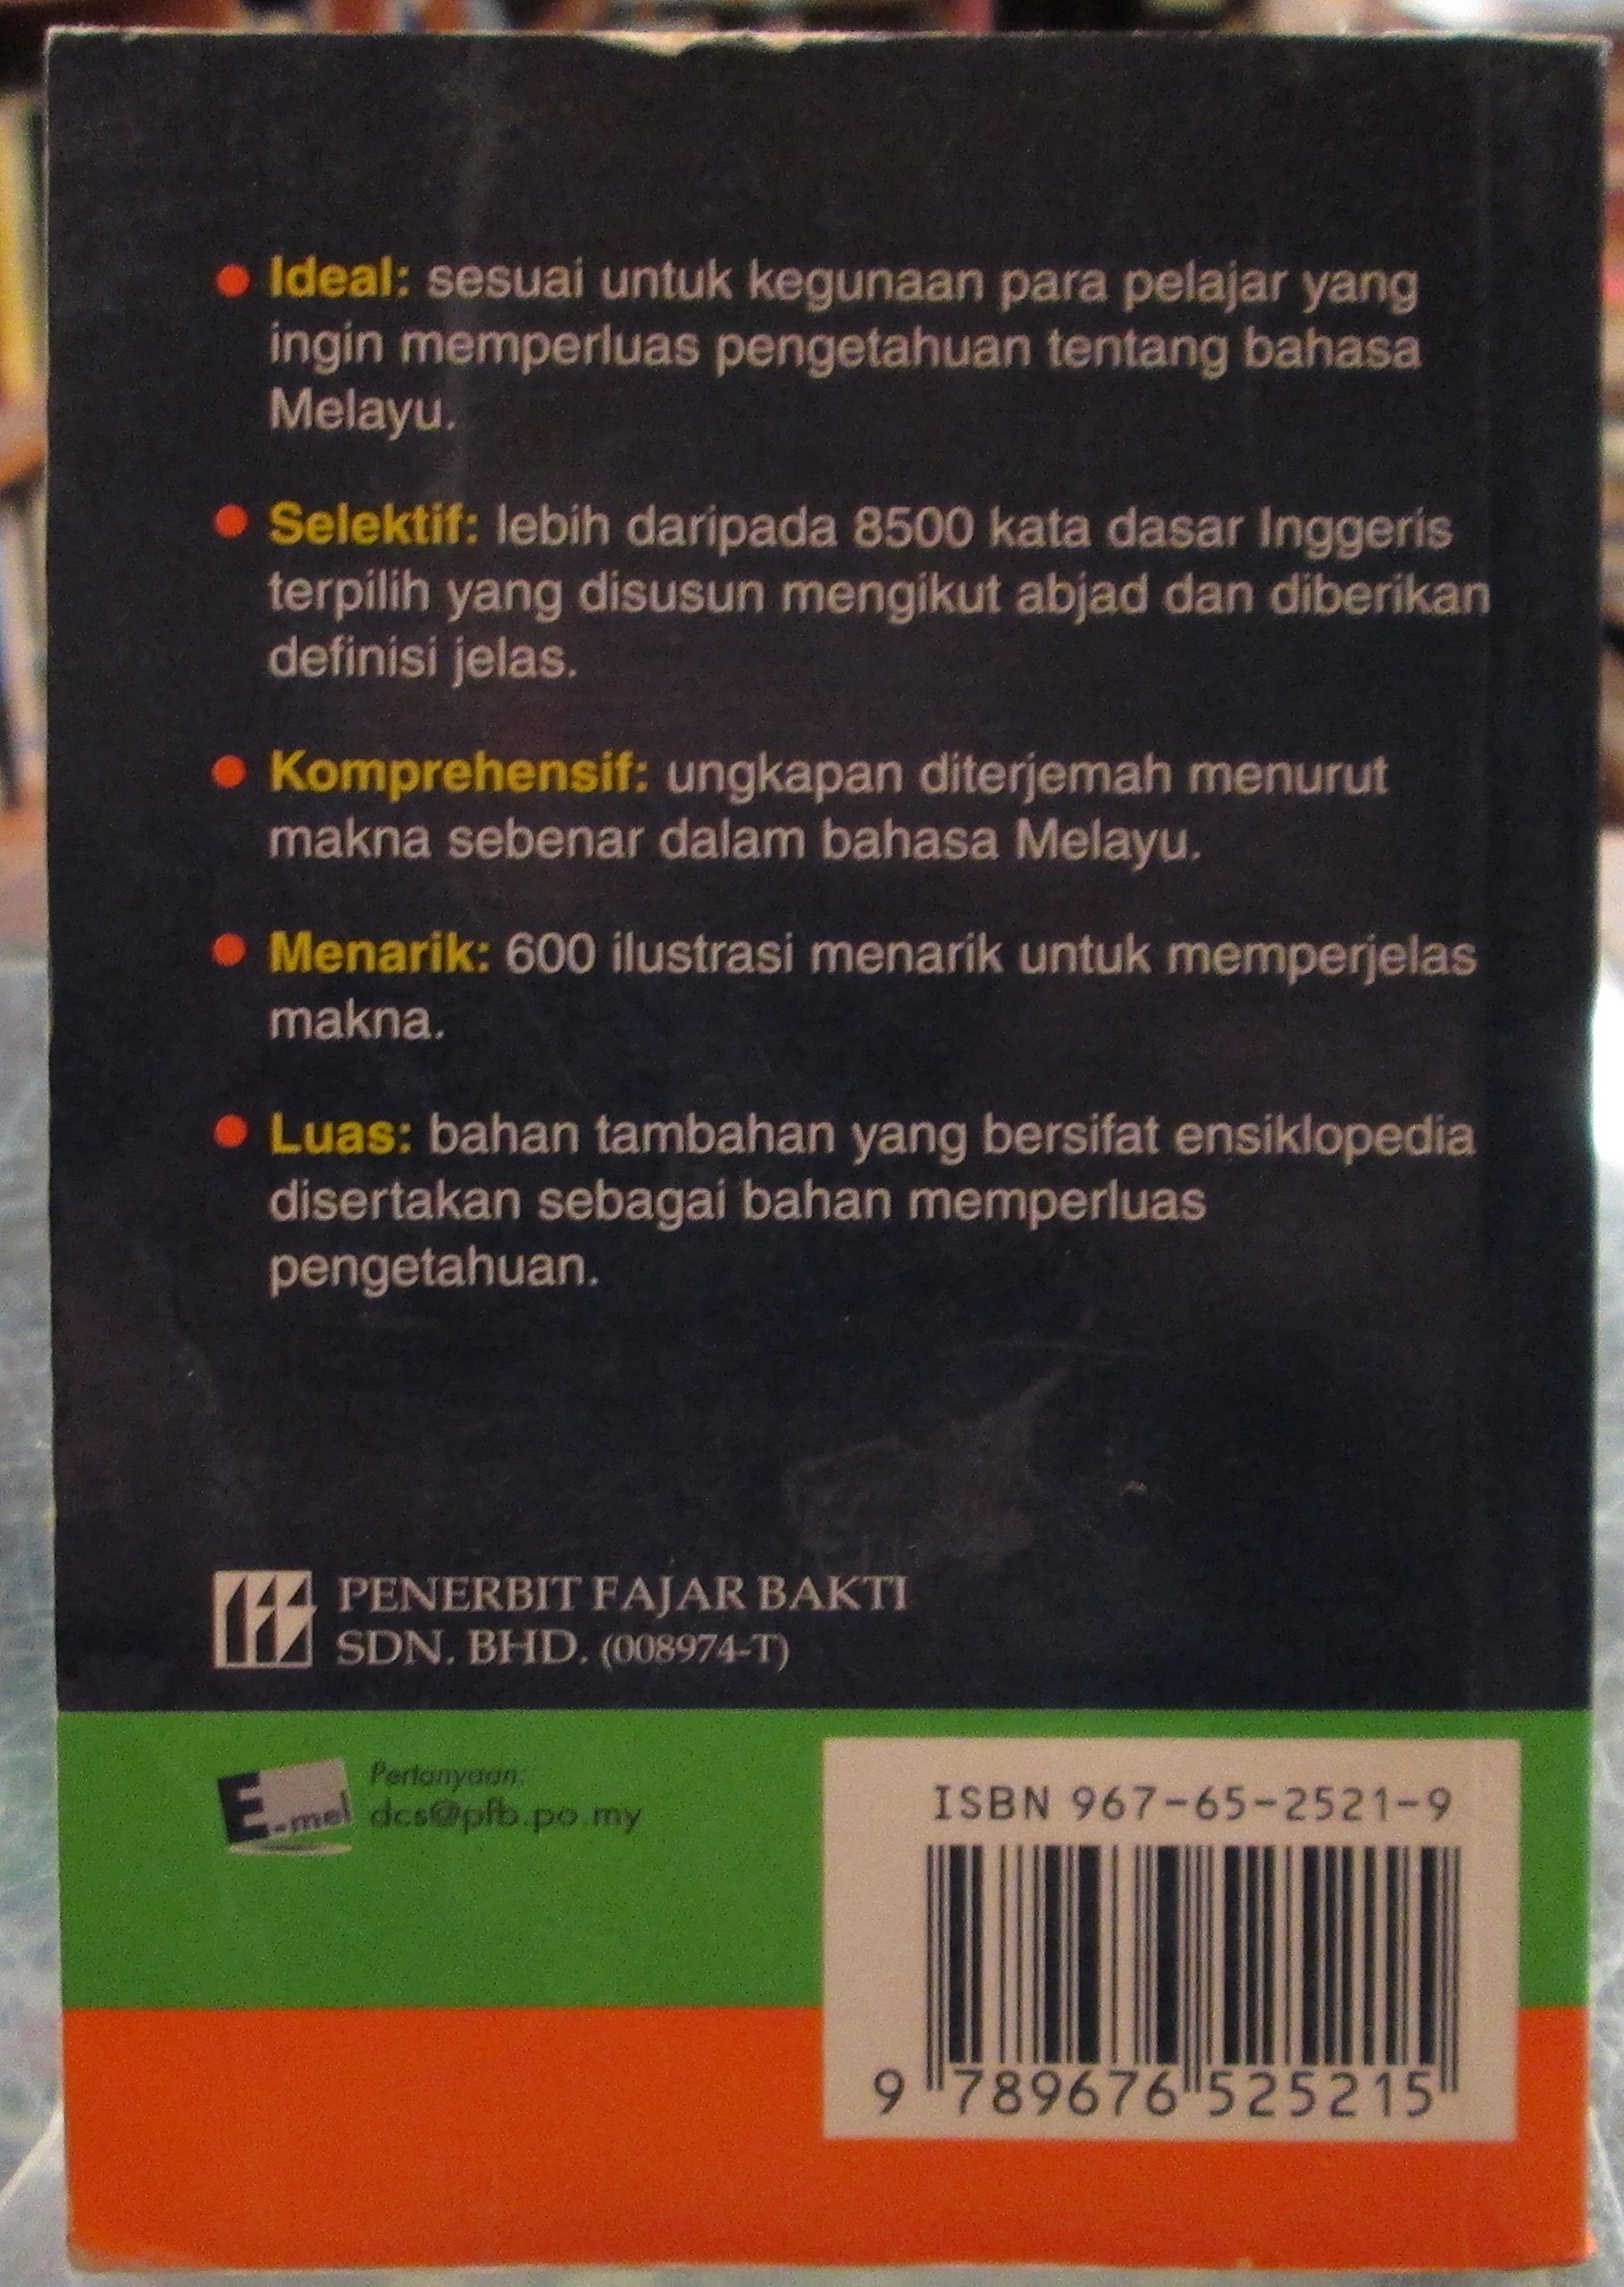 ● Ideal: sesuai untuk kegunaan para pelajar yang
ingin memperluas pengetahuan tentang bahasa
Melayu.
● Selektif: lebih daripada 8500 kata dasar Inggeris
terpilih yang disusun mengikut abjad dan diberikan
definisi jelas.
● Komprehensif: ungkapan diterjemah menurut
makna sebenar dalam bahasa Melayu.
● Menarik: 600 ilustrasi menarik untuk memperjelas
makna.
● Luas: bahan tambahan yang bersifat ensiklopedia
disertakan sebagai bahan memperluas
pengetahuan.
PENERBIT FAJAR BAKTI
SDN. BHD. (008974-T)
E-mel
Pertanyaan:
dcs@pfb.po.my
ISBN 967-65-2521-9
9 789676 525215